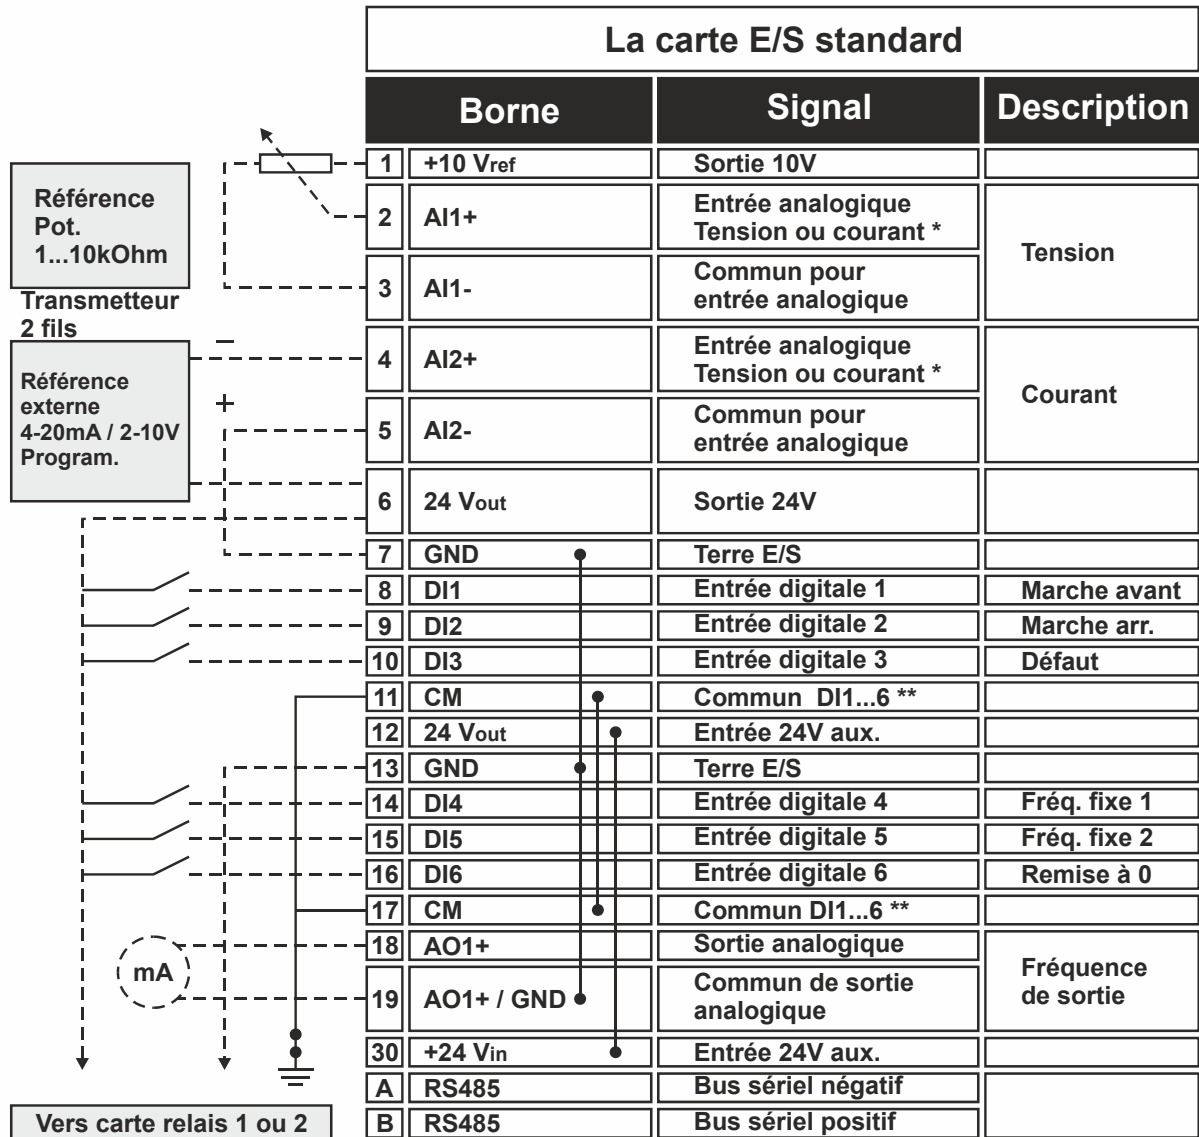 La carte E/S standard
Borne Signal Description
1 +10 Vref Sortie 10V
Référence
Pot.
1...10kOhm
2 AI1+ Entrée analogique
Tension ou courant *
Tension
3 AI1- Commun pour
entrée analogique
Transmetteur
2 fils
−
4 AI2+ Entrée analogique
Tension ou courant *
Courant
Référence
externe
4-20mA / 2-10V
Program.
+
5 AI2- Commun pour
entrée analogique
6 24 Vout Sortie 24V
7 GND Terre E/S
8 DI1 Entrée digitale 1 Marche avant
9 DI2 Entrée digitale 2 Marche arr.
10 DI3 Entrée digitale 3 Défaut
11 CM Commun DI1...6 **
12 24 Vout Entrée 24V aux.
13 GND Terre E/S
14 DI4 Entrée digitale 4 Fréq. fixe 1
15 DI5 Entrée digitale 5 Fréq. fixe 2
16 DI6 Entrée digitale 6 Remise à 0
17 CM Commun DI1...6 **
18 AO1+ Sortie analogique
Fréquence
de sortie
mA
19 AO1+ / GND Commun de sortie
analogique
30 +24 Vin Entrée 24V aux.
A RS485 Bus sériel négatif
B RS485 Bus sériel positif
Vers carte relais 1 ou 2